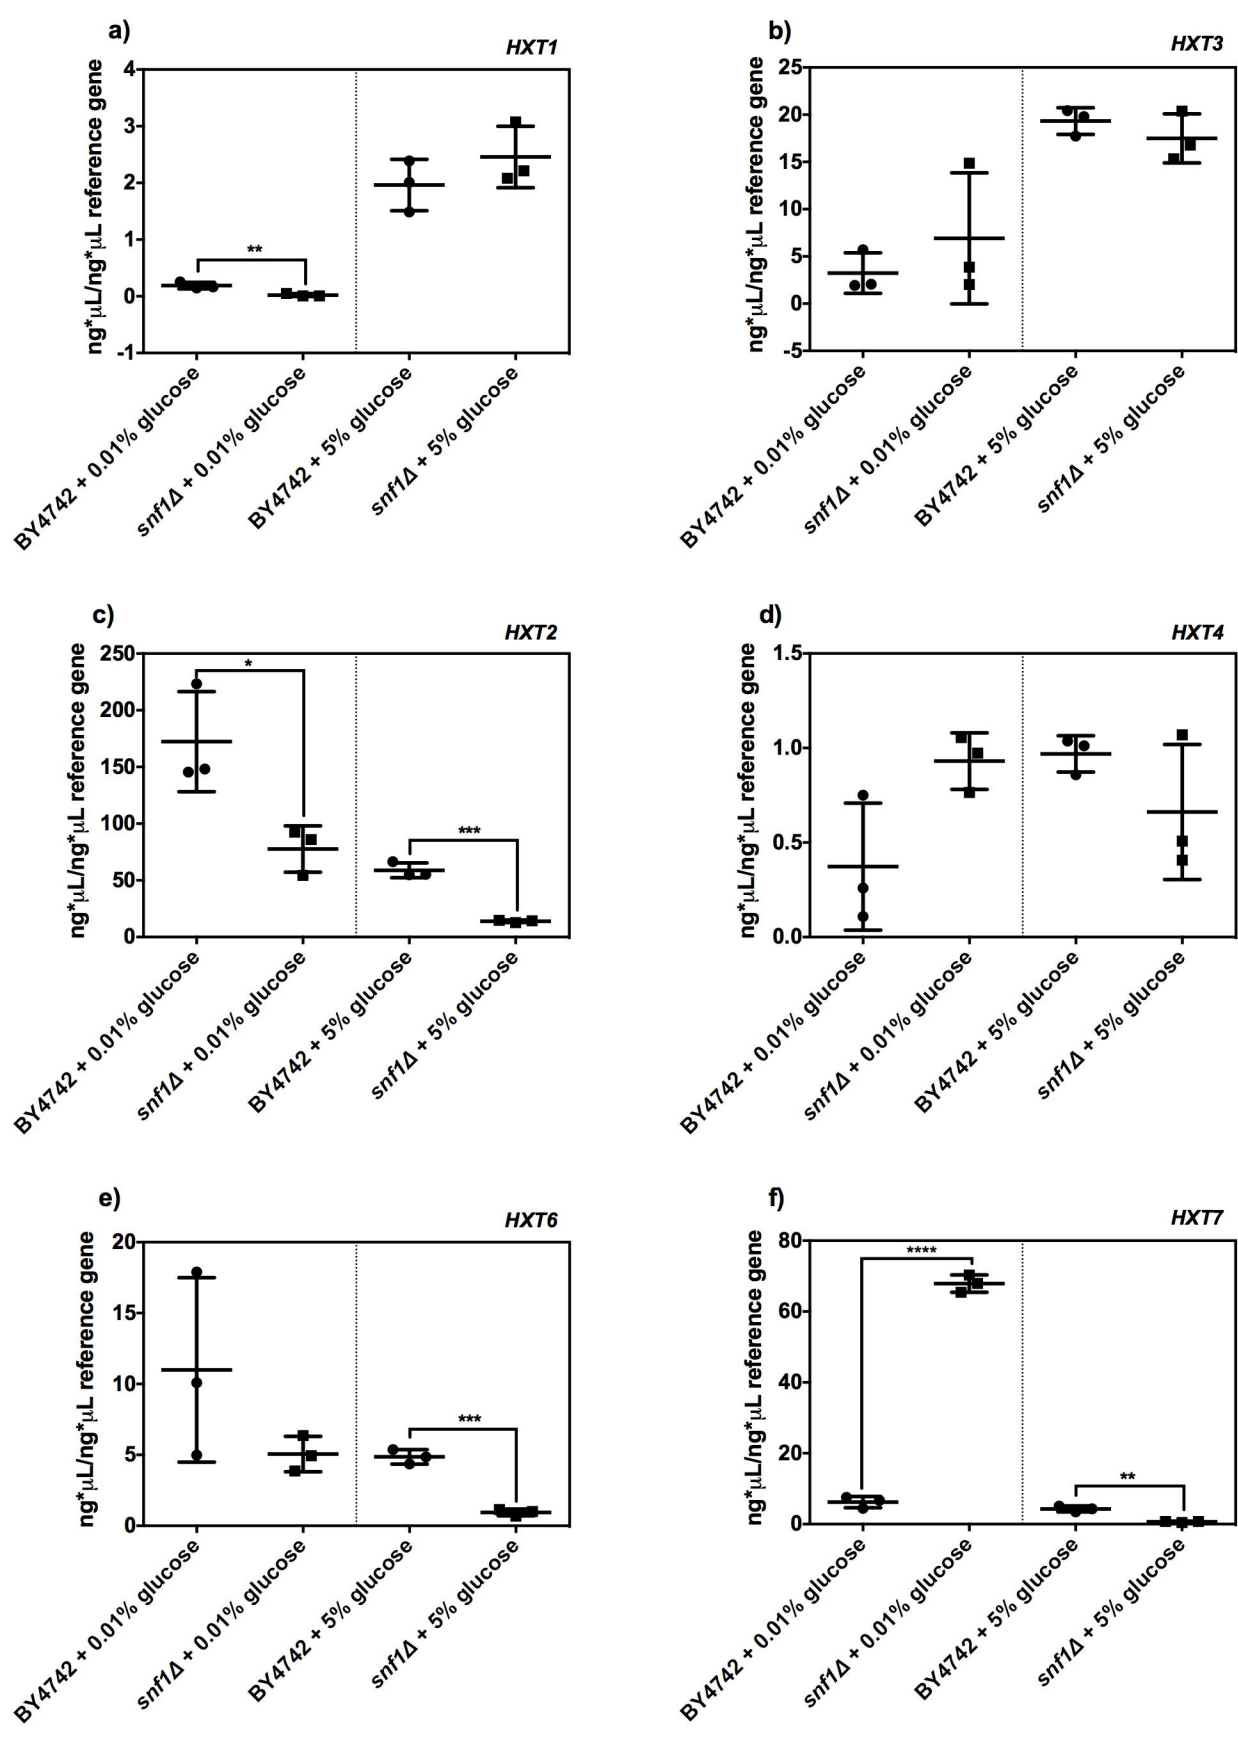 a)
HXT1
ng*µL/ng*µL reference gene
4
3
2
1
0
-1
**
BY4742 + 0.01% glucose
snf1Δ + 0.01% glucose
BY4742 + 5% glucose
snf1Δ + 5% glucose
b)
HXT3
ng*µL/ng*µL reference gene
25
20
15
10
5
0
-5
BY4742 + 0.01% glucose
snf1Δ + 0.01% glucose
BY4742 + 5% glucose
snf1Δ + 5% glucose
c)
HXT2
ng*µL/ng*µL reference gene
250
200
150
100
50
0
*
***
BY4742 + 0.01% glucose
snf1Δ + 0.01% glucose
BY4742 + 5% glucose
snf1Δ + 5% glucose
d)
HXT4
ng*µL/ng*µL reference gene
1.5
1.0
0.5
0.0
BY4742 + 0.01% glucose
snf1Δ + 0.01% glucose
BY4742 + 5% glucose
snf1Δ + 5% glucose
e)
HXT6
ng*µL/ng*µL reference gene
20
15
10
5
0
***
BY4742 + 0.01% glucose
snf1Δ + 0.01% glucose
BY4742 + 5% glucose
snf1Δ + 5% glucose
f)
HXT7
ng*µL/ng*µL reference gene
80
60
40
20
0
****
**
BY4742 + 0.01% glucose
snf1Δ + 0.01% glucose
BY4742 + 5% glucose
snf1Δ + 5% glucose